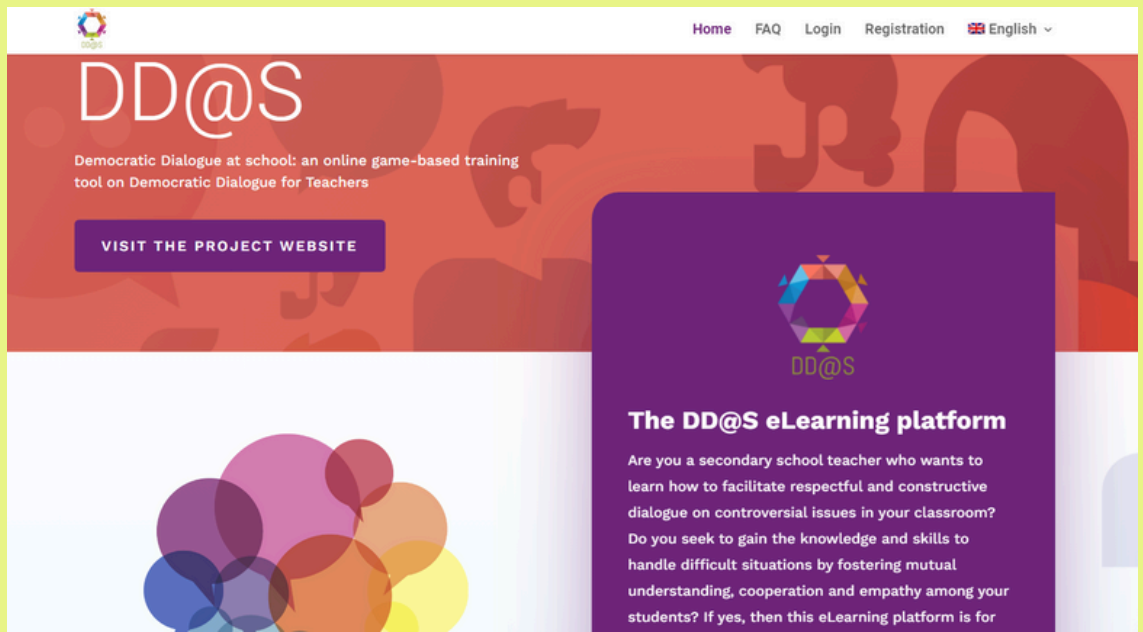 DD@S
Home FAQ Login Registration English
DD@S
Democratic Dialogue at school: an online game-based training
tool on Democratic Dialogue for Teachers
VISIT THE PROJECT WEBSITE
DD@S
The DD@S eLearning platform
Are you a secondary school teacher who wants to
learn how to facilitate respectful and constructive
dialogue on controversial issues in your classroom?
Do you seek to gain the knowledge and skills to
handle difficult situations by fostering mutual
understanding, cooperation and empathy among your
students? If yes, then this eLearning platform is for